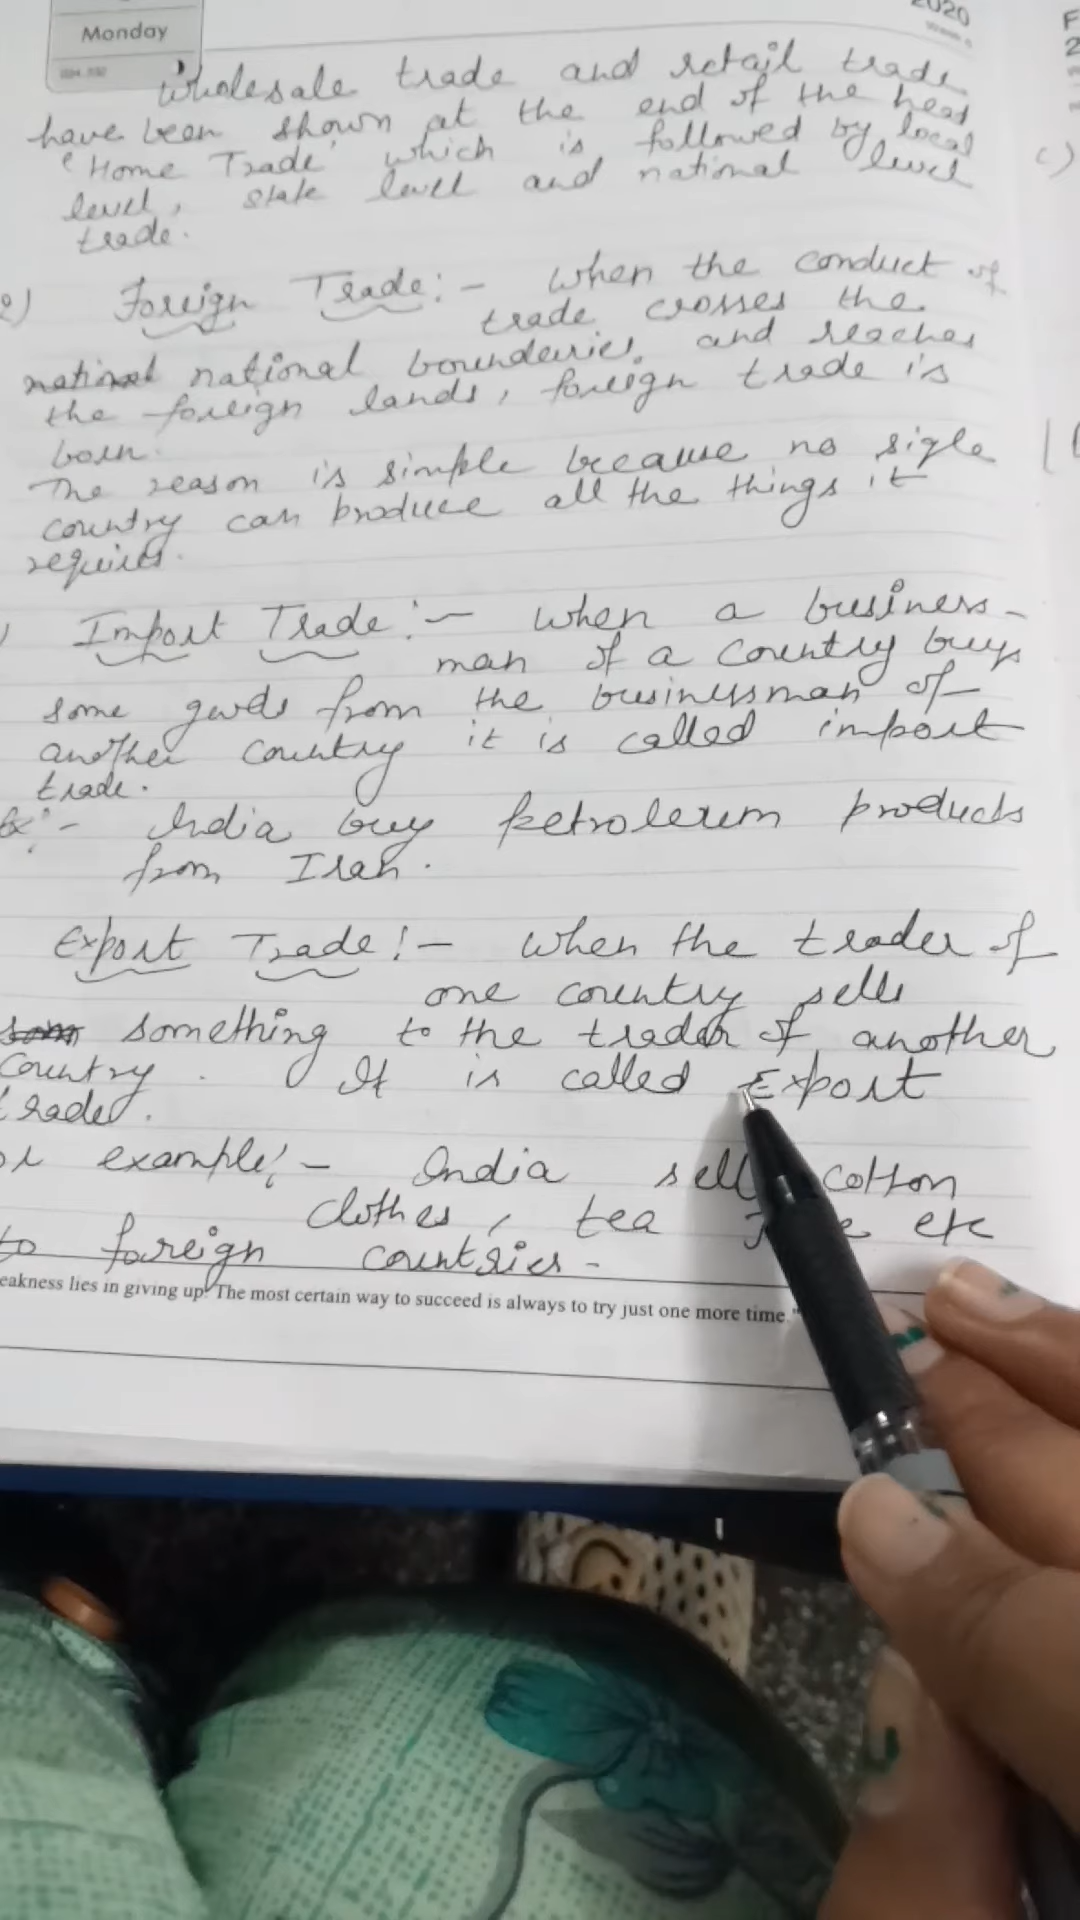 2020
Monday
Wholesale trade and retail trade
have been shown at the end of the head
'Home Trade' which is followed by local
level, state level and national level
trade.
2) Foreign Trade:- When the conduct of
trade crosses the
national national bounderies and reaches
the foreign lands, foreign trade is
born.
The reason is simple because no sigle
country can produce all the things it
requires.
Import Trade:- When a business-
man of a country buys
some goods from the businessman of
another country it is called import
trade.
Ex:- India buy petroleum products
from Iran.
Export Trade:- When the trader of
one country sells
something to the trader of another
country. It is called Export
trade.
example:- India sell cotton
clothes, tea etc
to foreign countries.
eakness lies in giving up. The most certain way to succeed is always to try just one more time."
c)